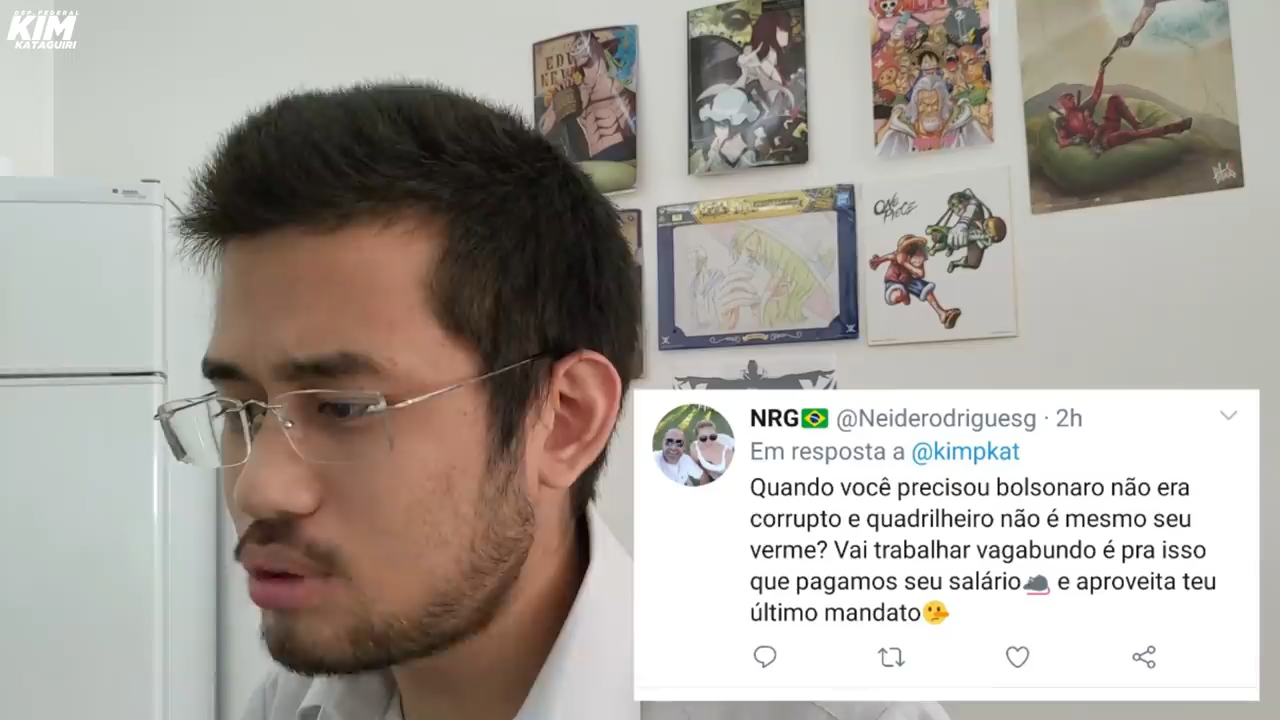 DEP. FEDERAL
KIM
KATAGUIRI
ONE PIECE
NRG🇧🇷 @Neiderodriguesg · 2h
Em resposta a @kimpkat
Quando você precisou bolsonaro não era
corrupto e quadrilheiro não é mesmo seu
verme? Vai trabalhar vagabundo é pra isso
que pagamos seu salário🐀 e aproveita teu
último mandato🤥